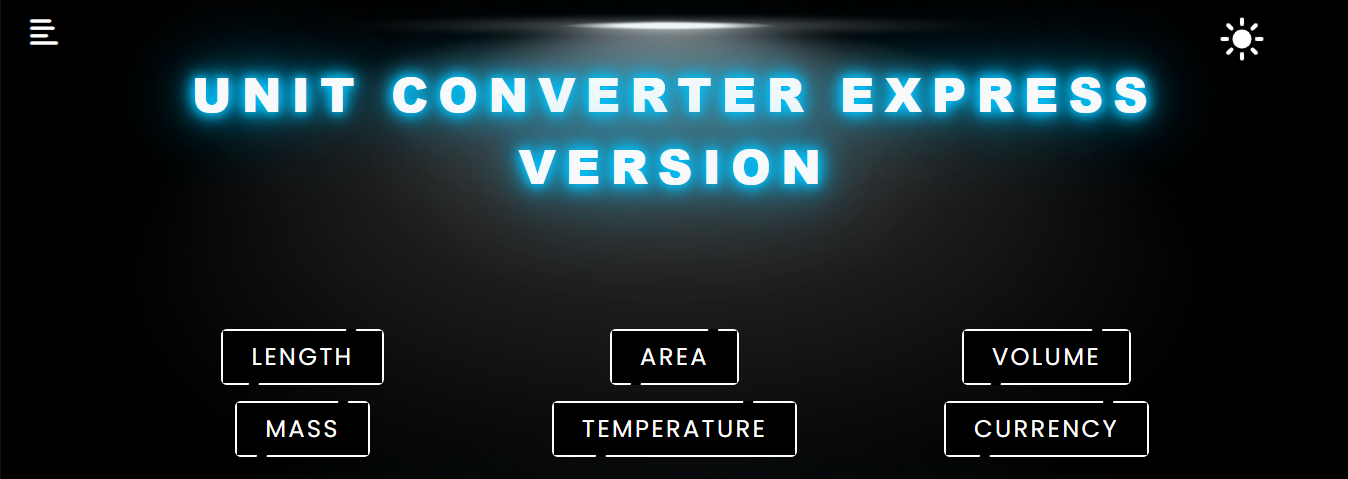 UNIT CONVERTER EXPRESS
VERSION
LENGTH
AREA
VOLUME
MASS
TEMPERATURE
CURRENCY